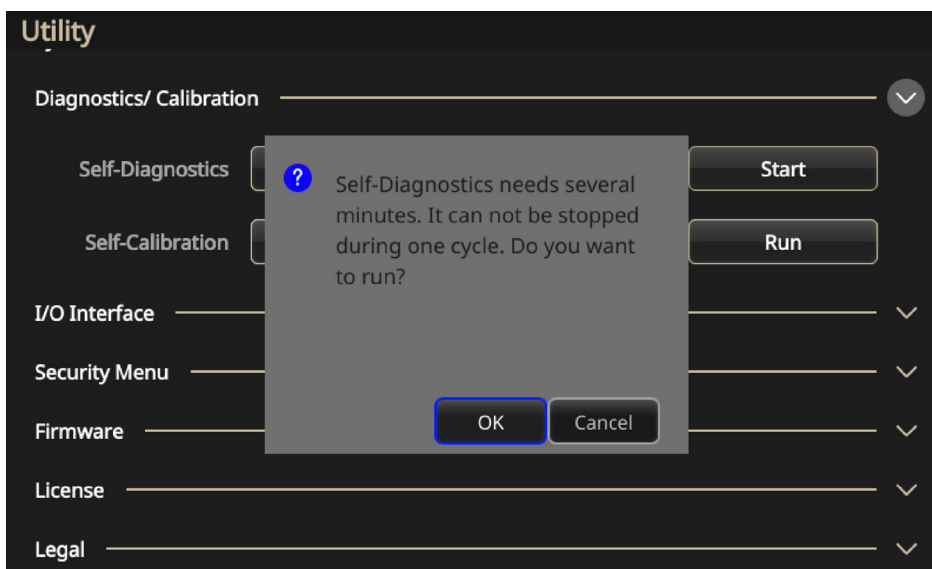 Utility
Diagnostics/ Calibration
Self-Diagnostics
Start
Self-Calibration
Run
?
Self-Diagnostics needs several
minutes. It can not be stopped
during one cycle. Do you want
to run?
OK
Cancel
I/O Interface
Security Menu
Firmware
License
Legal